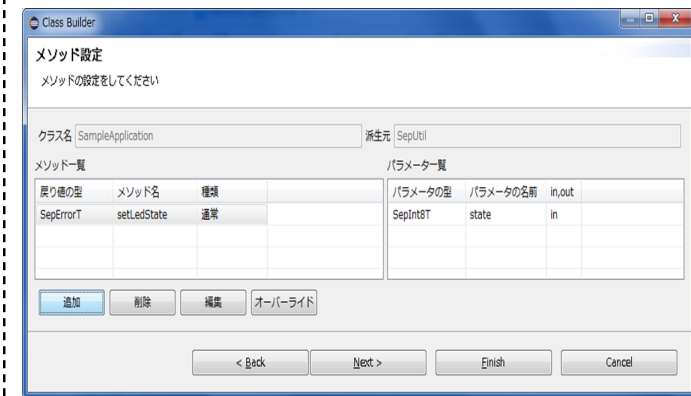 Class Builder
メソッド設定
メソッドの設定をしてください
クラス名 SampleApplication 派生元 SepUtil
メソッド一覧 パラメータ一覧
戻り値の型 メソッド名 種類 パラメータの型 パラメータの名前 in,out
SepErrorT setLedState 通常 SepInt8T state in
追加 削除 編集 オーバーライド
< Back Next > Finish Cancel